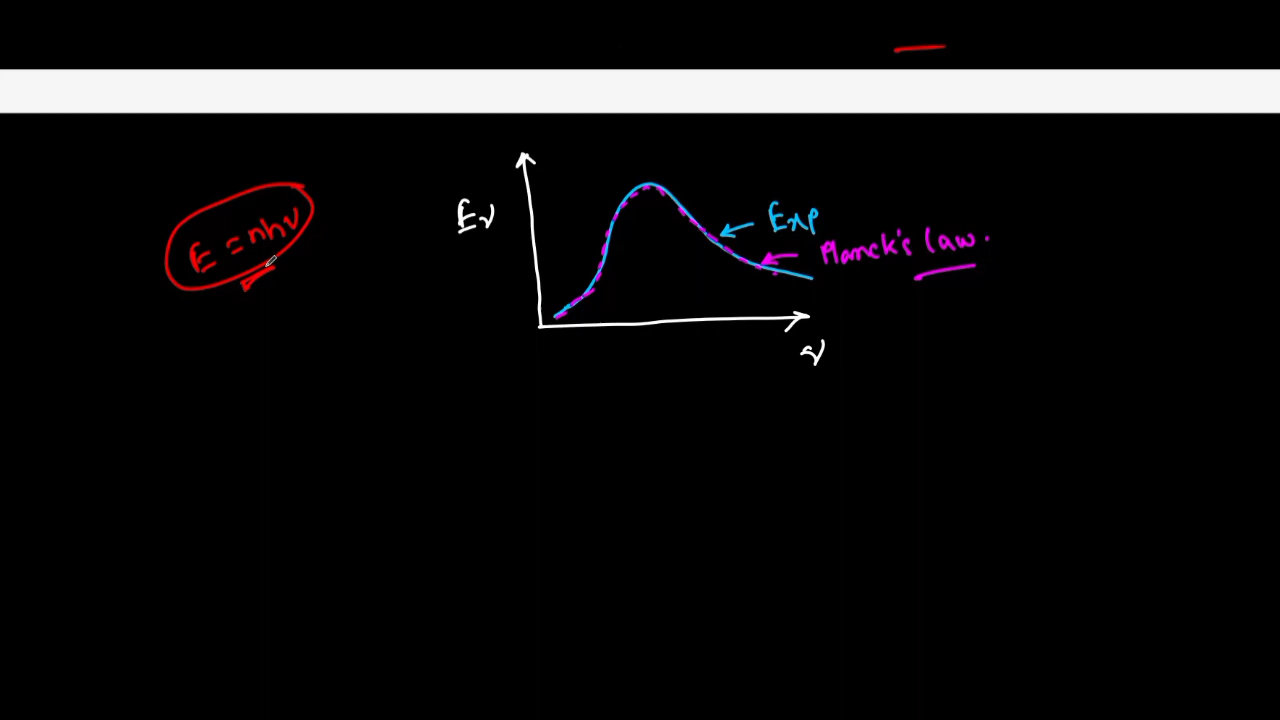 E = nhν
Eν
Exp
Planck's law.
ν